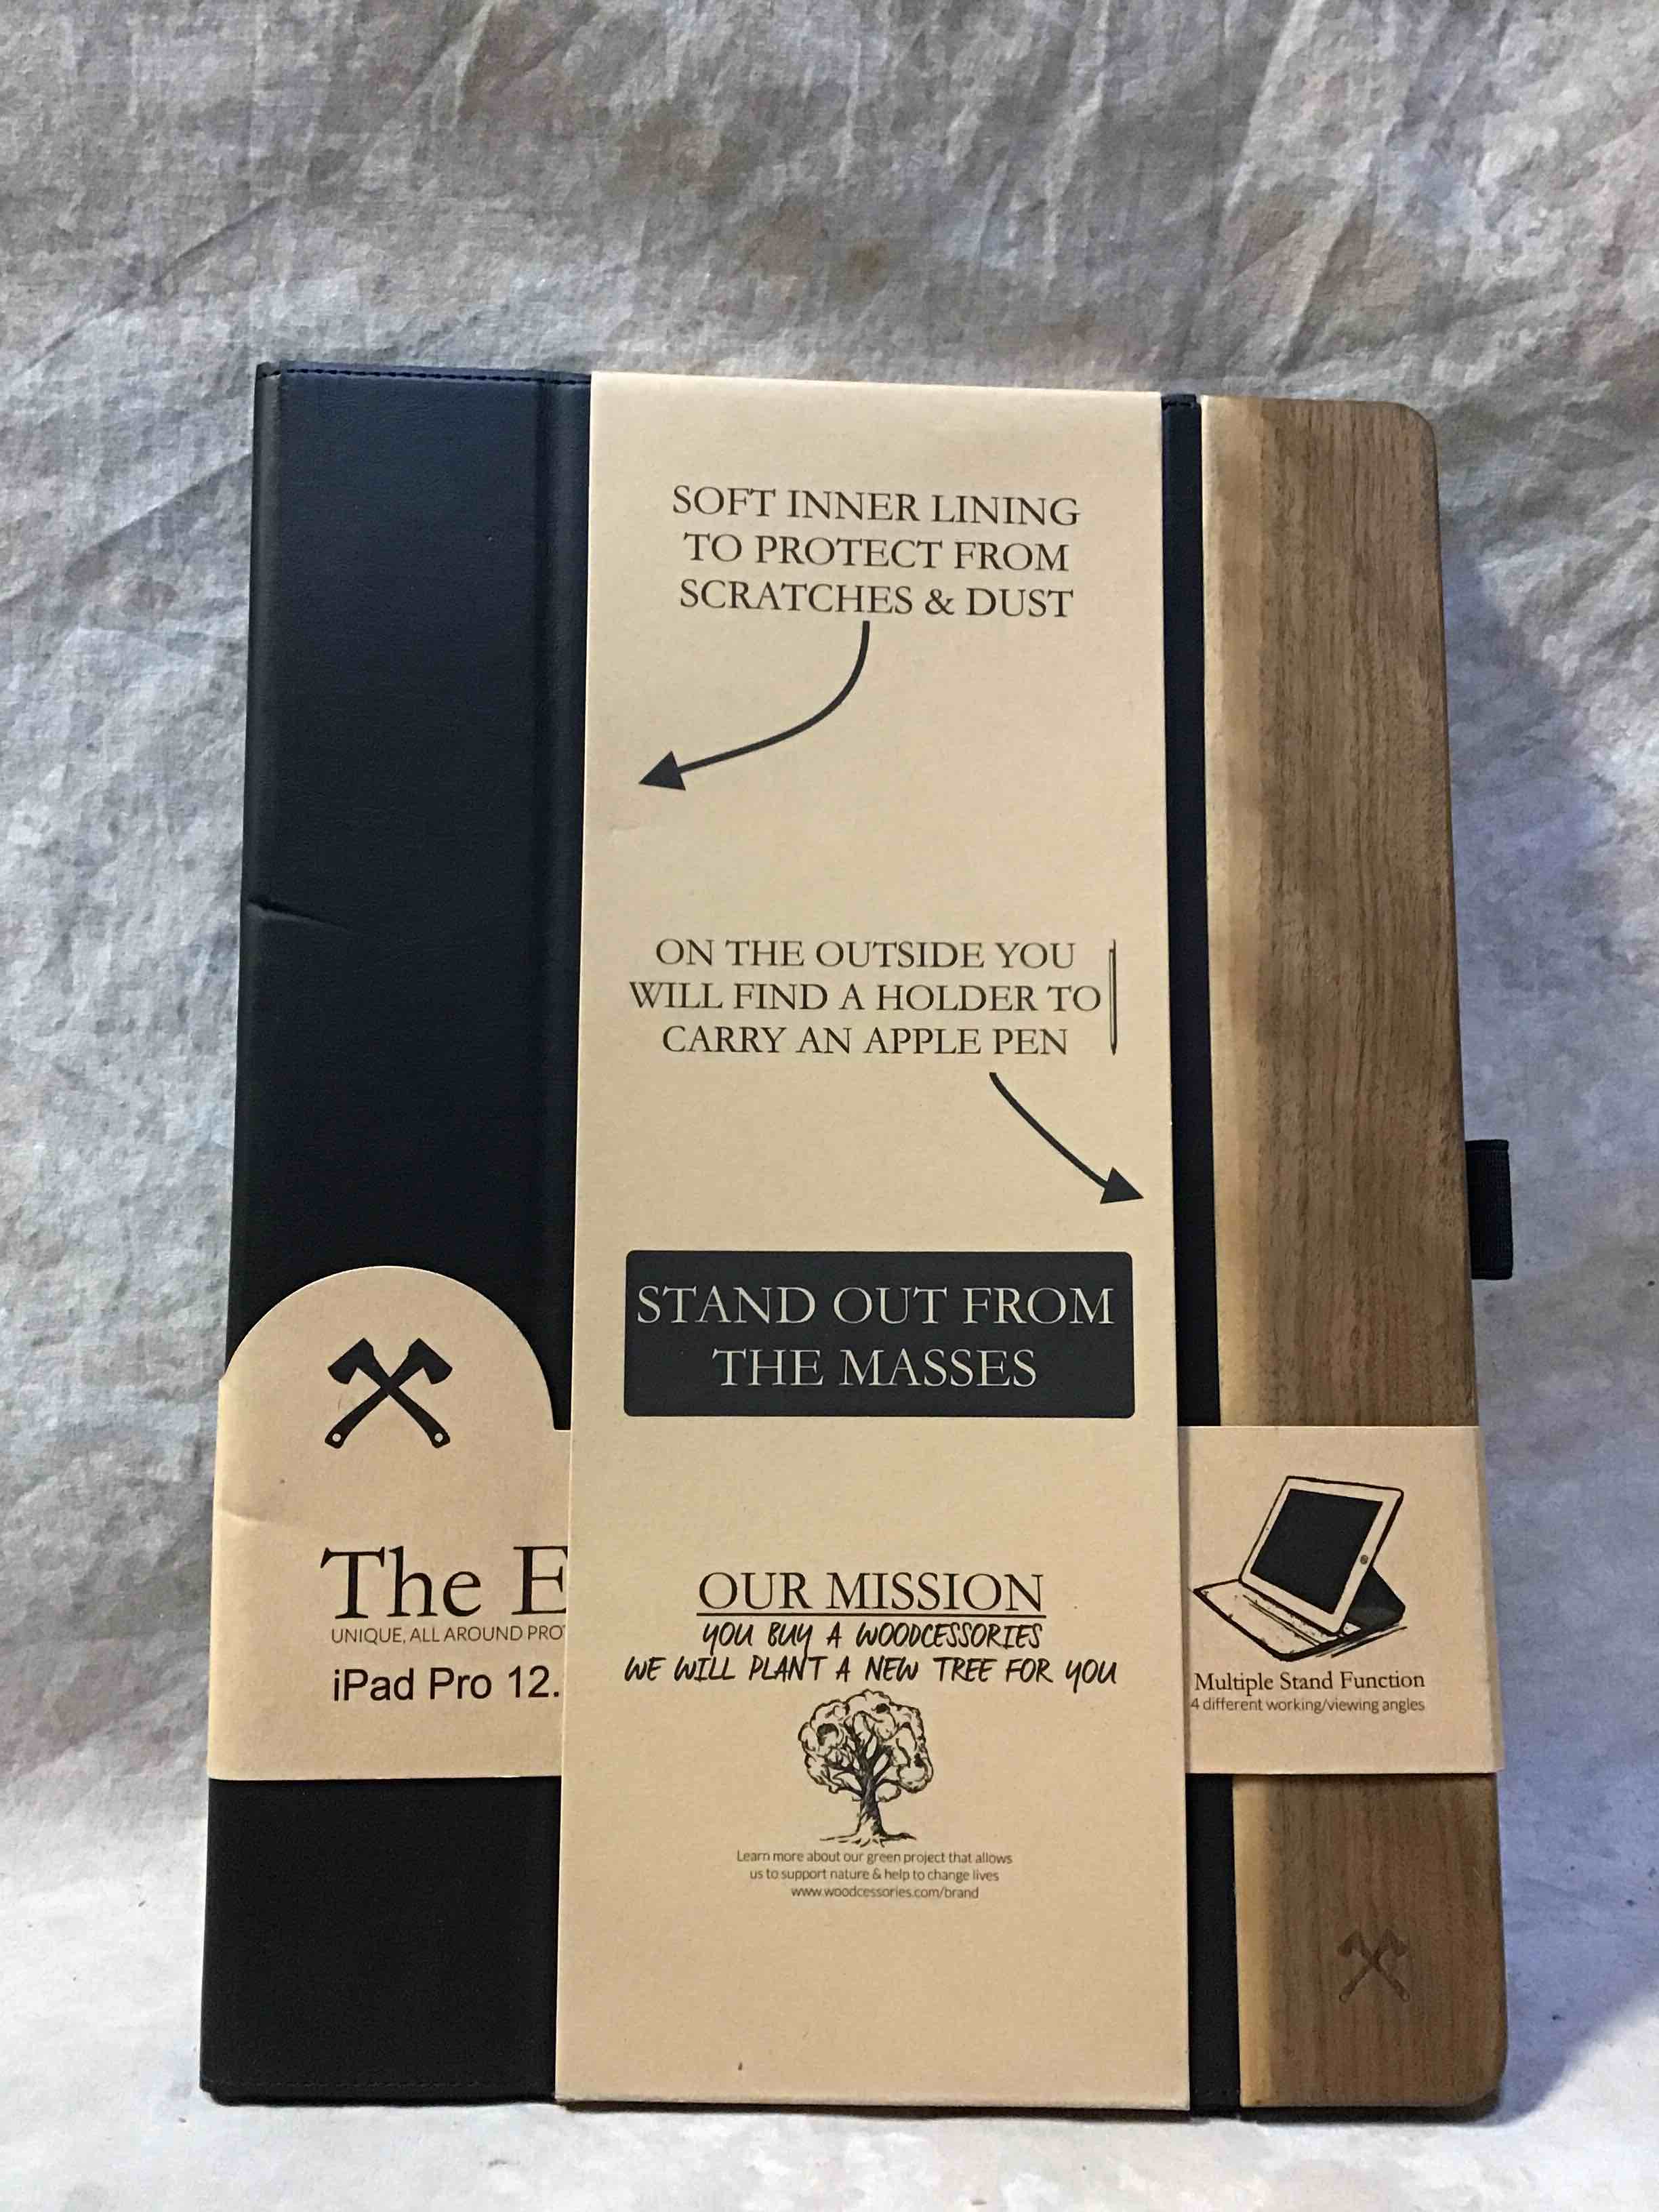 SOFT INNER LINING
TO PROTECT FROM
SCRATCHES & DUST
ON THE OUTSIDE YOU
WILL FIND A HOLDER TO
CARRY AN APPLE PEN
STAND OUT FROM
THE MASSES
The E
UNIQUE, ALL AROUND PRO
iPad Pro 12.
OUR MISSION
YOU BUY A WOODCESSORIES
WE WILL PLANT A NEW TREE FOR YOU
Learn more about our green project that allows
us to support nature & help to change lives
www.woodcessories.com/brand
Multiple Stand Function
4 different working/viewing angles